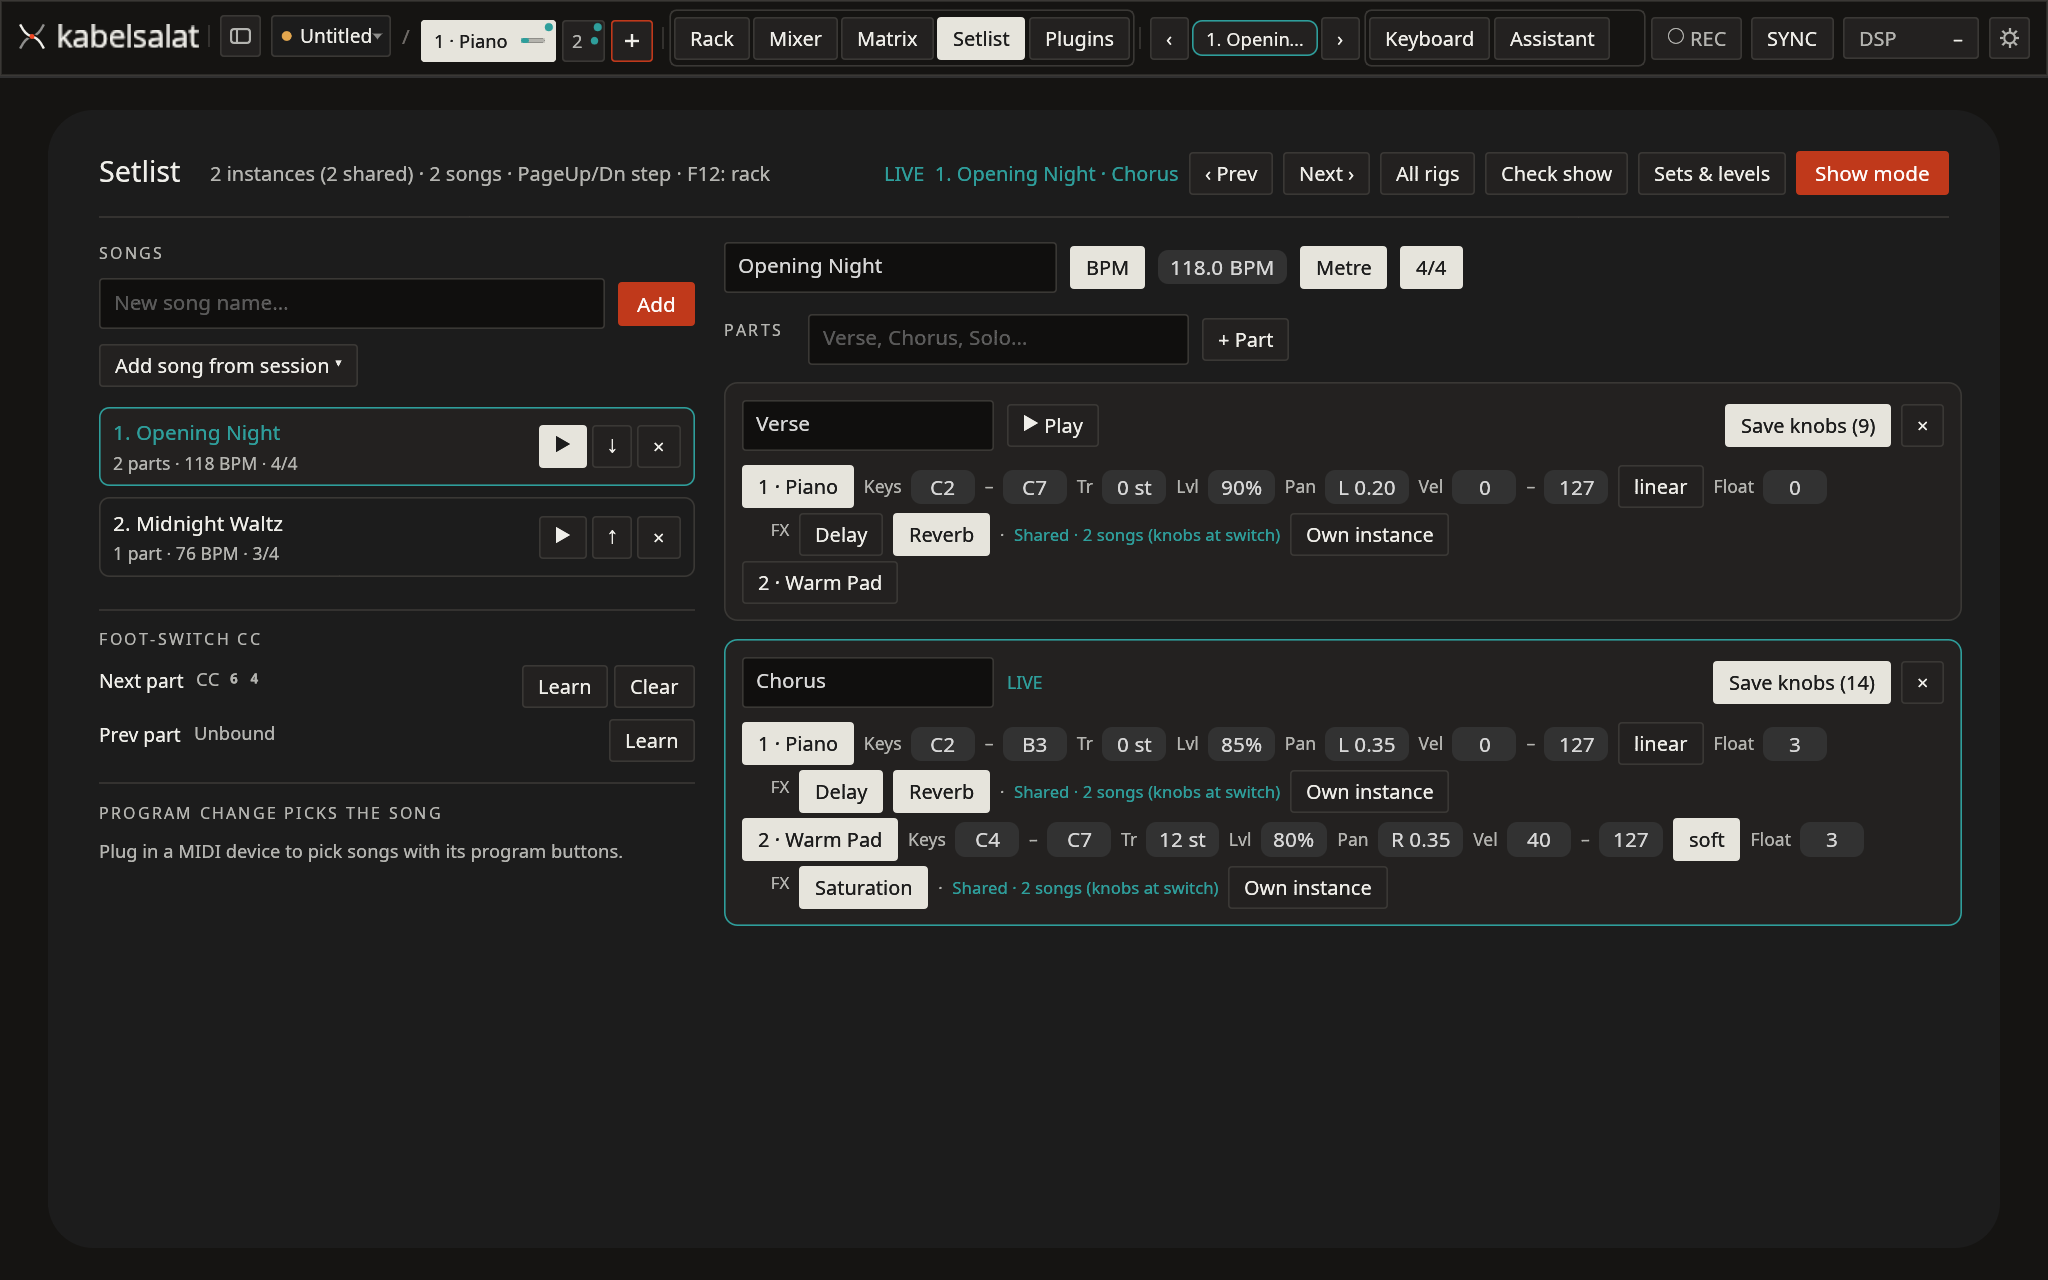 kabelsalat Untitled / 1 · Piano 2 + Rack Mixer Matrix Setlist Plugins ‹ 1. Openin... › Keyboard Assistant REC SYNC DSP –
Setlist 2 instances (2 shared) · 2 songs · PageUp/Dn step · F12: rack LIVE 1. Opening Night · Chorus ‹ Prev Next › All rigs Check show Sets & levels Show mode
SONGS
New song name... Add
Add song from session ▾
1. Opening Night
2 parts · 118 BPM · 4/4 ▶ ↓ ×
2. Midnight Waltz
1 part · 76 BPM · 3/4 ▶ ↑ ×
FOOT-SWITCH CC
Next part CC 6 4 Learn Clear
Prev part Unbound Learn
PROGRAM CHANGE PICKS THE SONG
Plug in a MIDI device to pick songs with its program buttons.
Opening Night BPM 118.0 BPM Metre 4/4
PARTS Verse, Chorus, Solo... + Part
Verse ▶ Play Save knobs (9) ×
1 · Piano Keys C2 – C7 Tr 0 st Lvl 90% Pan L 0.20 Vel 0 – 127 linear Float 0
FX Delay Reverb · Shared · 2 songs (knobs at switch) Own instance
2 · Warm Pad
Chorus LIVE Save knobs (14) ×
1 · Piano Keys C2 – B3 Tr 0 st Lvl 85% Pan L 0.35 Vel 0 – 127 linear Float 3
FX Delay Reverb · Shared · 2 songs (knobs at switch) Own instance
2 · Warm Pad Keys C4 – C7 Tr 12 st Lvl 80% Pan R 0.35 Vel 40 – 127 soft Float 3
FX Saturation · Shared · 2 songs (knobs at switch) Own instance